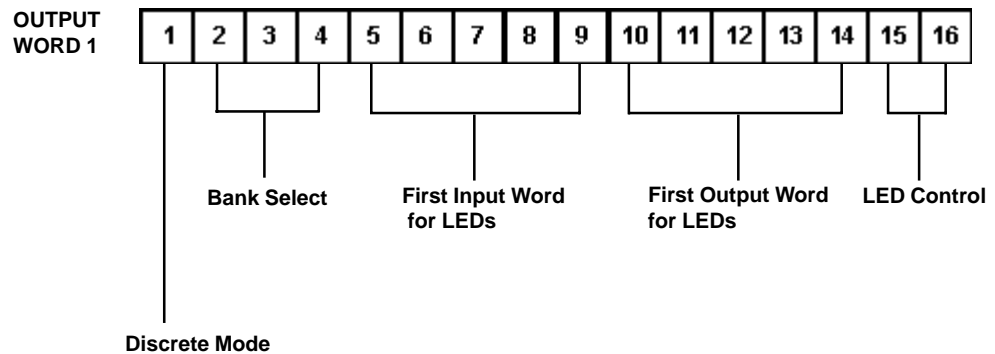 OUTPUT
WORD 1
1 2 3 4 5 6 7 8 9 10 11 12 13 14 15 16
Bank Select
First Input Word
for LEDs
First Output Word
for LEDs
LED Control
Discrete Mode